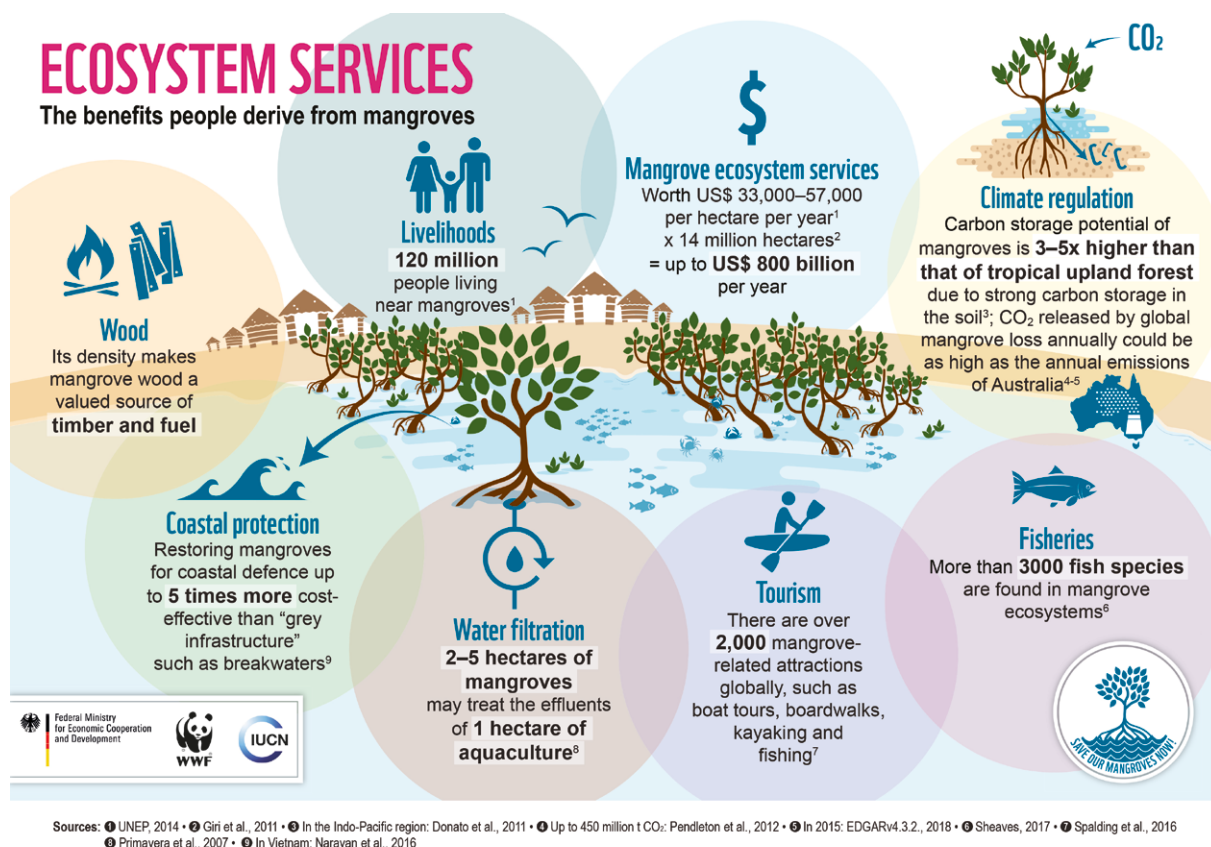 ECOSYSTEM SERVICES
The benefits people derive from mangroves
Wood
Its density makes
mangrove wood a
valued source of
timber and fuel
Livelihoods
120 million
people living
near mangroves¹
$
Mangrove ecosystem services
Worth US$ 33,000–57,000
per hectare per year¹
x 14 million hectares²
= up to US$ 800 billion
per year
CO₂
C C C
Climate regulation
Carbon storage potential of
mangroves is 3–5x higher than
that of tropical upland forest
due to strong carbon storage in
the soil³; CO₂ released by global
mangrove loss annually could be
as high as the annual emissions
of Australia⁴⁻⁵
Coastal protection
Restoring mangroves
for coastal defence up
to 5 times more cost-
effective than “grey
infrastructure”
such as breakwaters⁹
Water filtration
2–5 hectares of
mangroves
may treat the effluents
of 1 hectare of
aquaculture⁸
Tourism
There are over
2,000 mangrove-
related attractions
globally, such as
boat tours, boardwalks,
kayaking and
fishing⁷
Fisheries
More than 3000 fish species
are found in mangrove
ecosystems⁶
Federal Ministry
for Economic Cooperation
and Development
WWF
IUCN
SAVE OUR MANGROVES NOW!
Sources: ❶ UNEP, 2014 • ❷ Giri et al., 2011 • ❸ In the Indo-Pacific region: Donato et al., 2011 • ❹ Up to 450 million t CO₂: Pendleton et al., 2012 • ❺ In 2015: EDGARv4.3.2., 2018 • ❻ Sheaves, 2017 • ❼ Spalding et al., 2016
❽ Primavera et al., 2007 • ❾ In Vietnam: Narayan et al., 2016